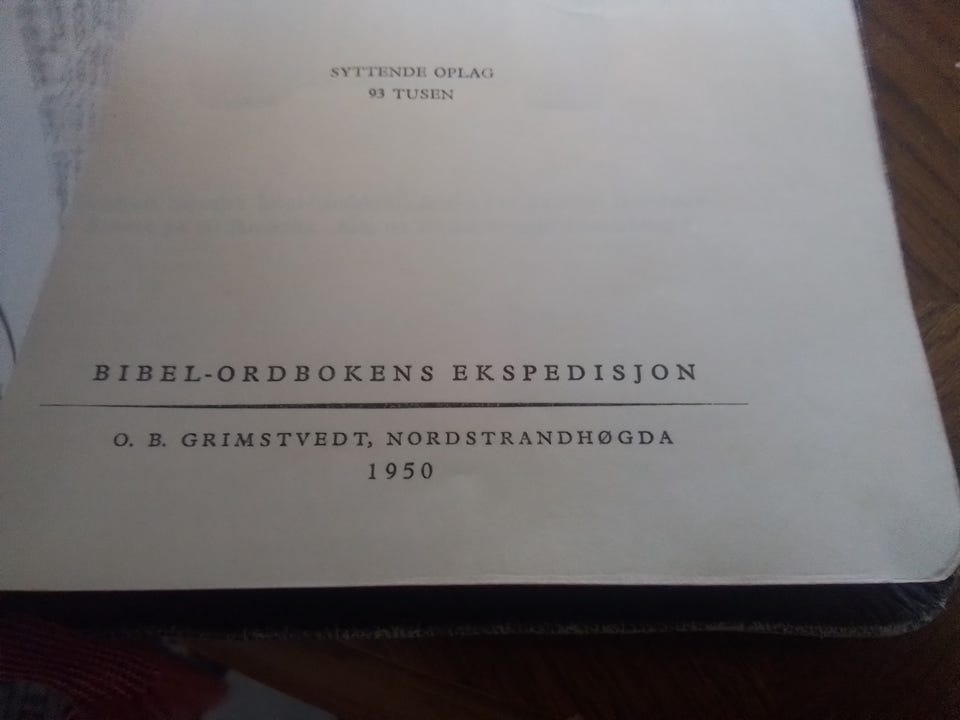 SYTTENDE OPLAG
93 TUSEN
BIBEL-ORDBOKENS EKSPEDISJON
O. B. GRIMSTVEDT, NORDSTRANDHØGDA
1950